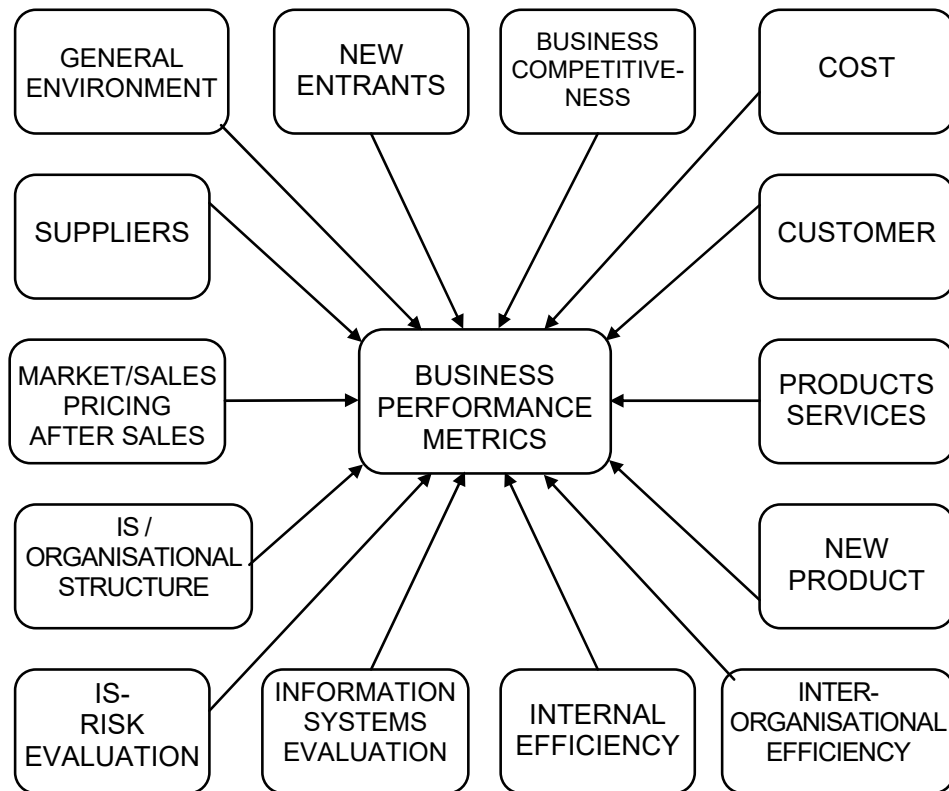 GENERAL
ENVIRONMENT
NEW
ENTRANTS
BUSINESS
COMPETITIVE-
NESS
COST
SUPPLIERS
CUSTOMER
MARKET/SALES
PRICING
AFTER SALES
BUSINESS
PERFORMANCE
METRICS
PRODUCTS
SERVICES
IS /
ORGANISATIONAL
STRUCTURE
NEW
PRODUCT
IS-
RISK
EVALUATION
INFORMATION
SYSTEMS
EVALUATION
INTERNAL
EFFICIENCY
INTER-
ORGANISATIONAL
EFFICIENCY